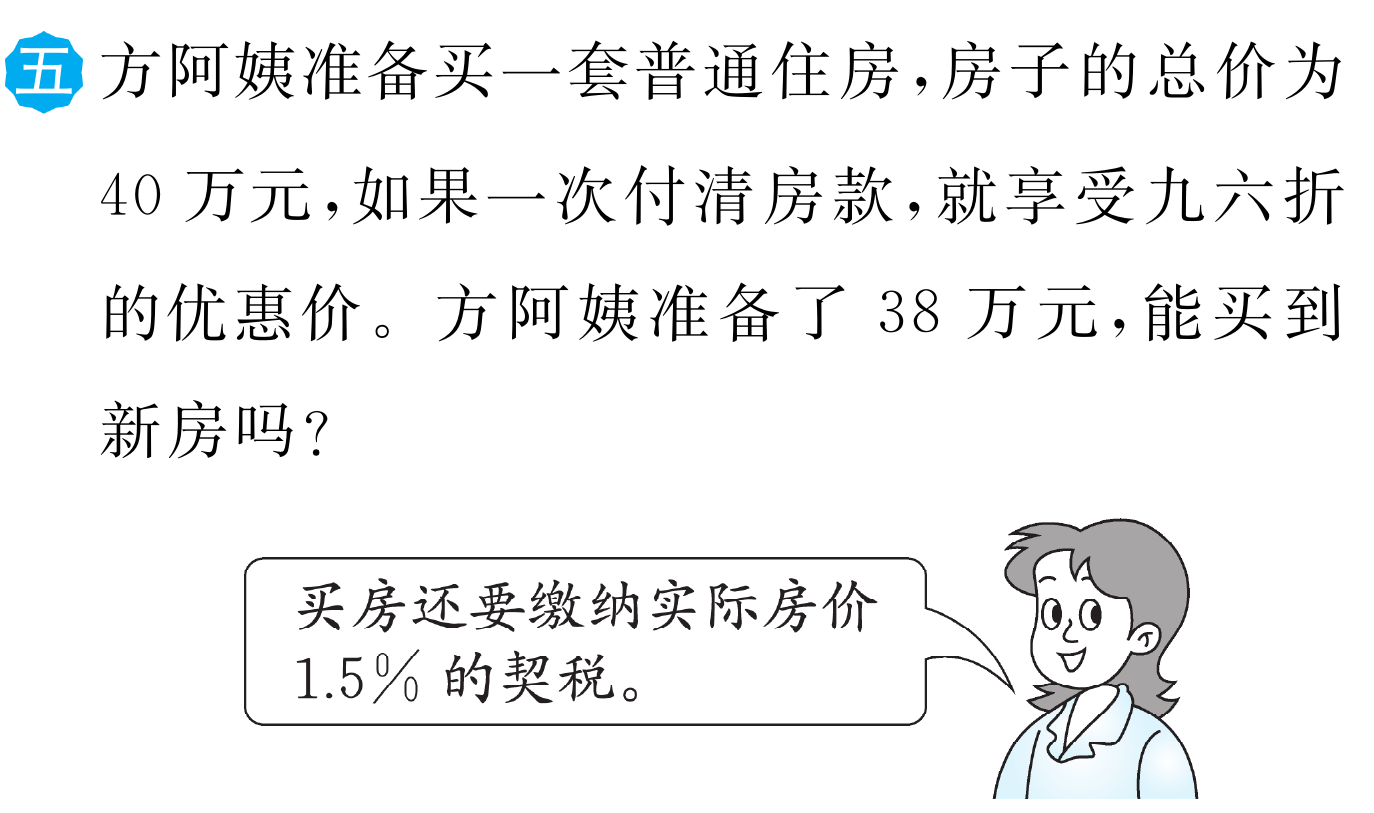 五 方阿姨准备买一套普通住房,房子的总价为
40 万元,如果一次付清房款,就享受九六折
的优惠价。方阿姨准备了 38 万元,能买到
新房吗?
买房还要缴纳实际房价
1.5% 的契税。